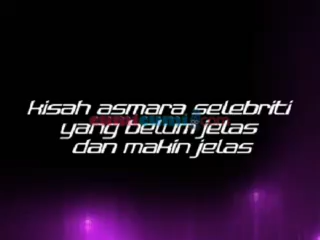 kisah asmara selebriti
yang belum jelas
dan makin jelas